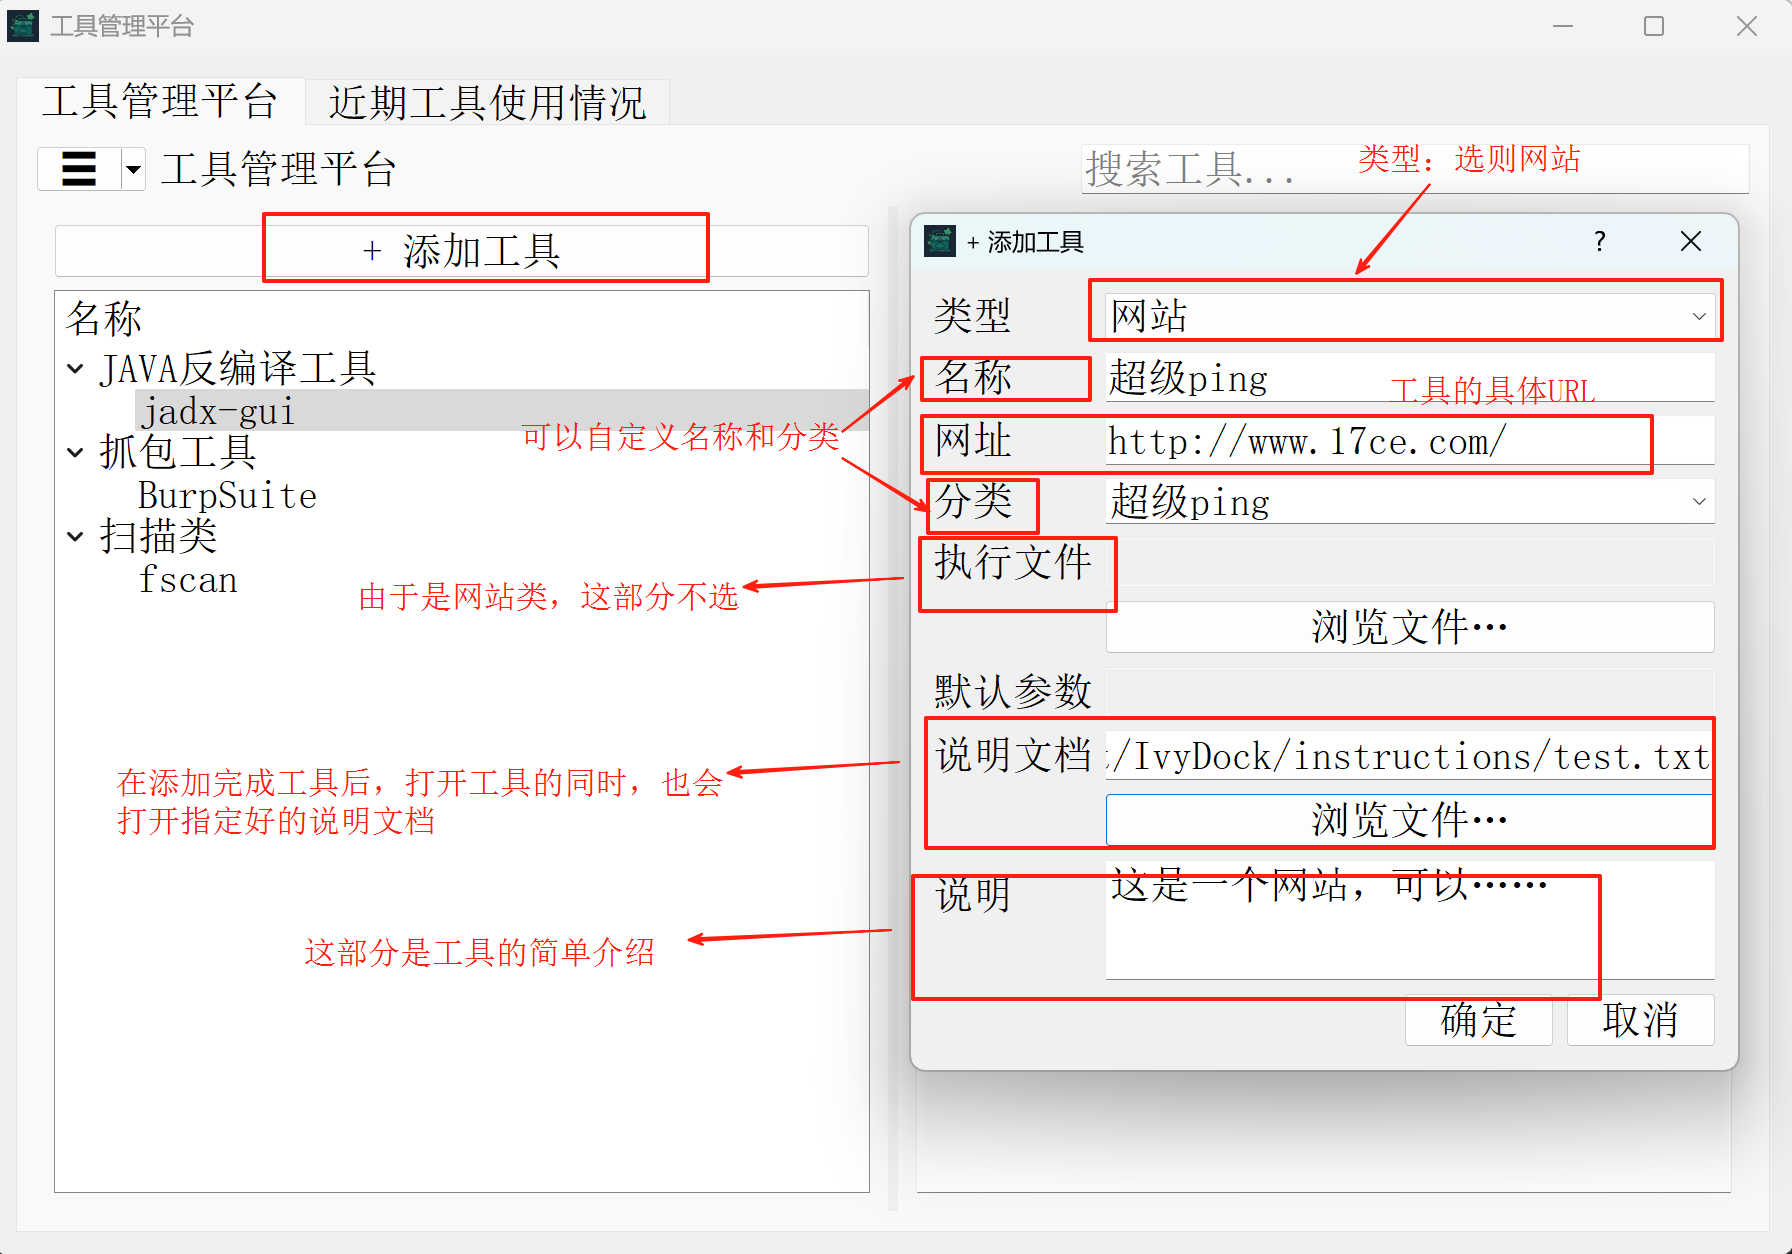 工具管理平台
工具管理平台
近期工具使用情况
工具管理平台
搜索工具...
类型：选则网站
+ 添加工具
名称
JAVA反编译工具
jadx-gui
抓包工具
BurpSuite
扫描类
fscan
可以自定义名称和分类
由于是网站类，这部分不选
在添加完成工具后，打开工具的同时，也会
打开指定好的说明文档
这部分是工具的简单介绍
+ 添加工具
?
类型
网站
名称
超级ping
工具的具体URL
网址
http://www.17ce.com/
分类
超级ping
执行文件
浏览文件…
默认参数
说明文档
/IvyDock/instructions/test.txt
浏览文件…
说明
这是一个网站，可以……
确定
取消